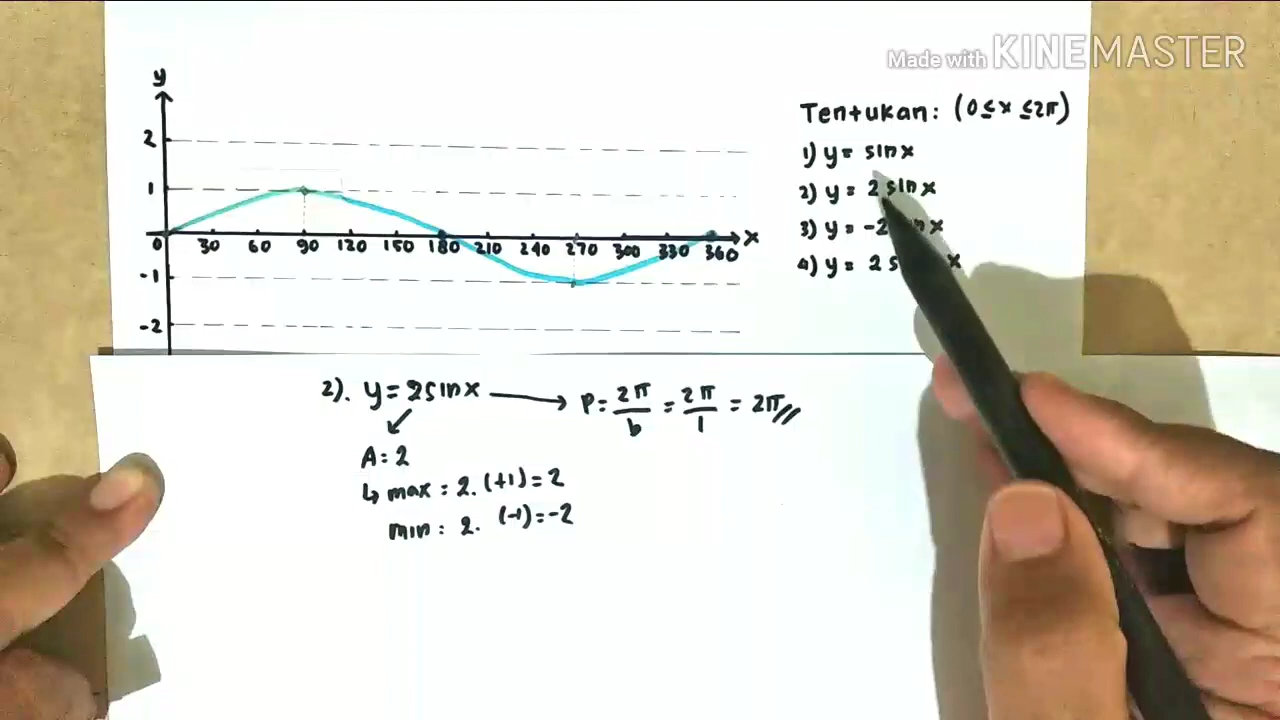 Made with KINEMASTER
y
2
1
0 30 60 90 120 150 180 210 240 270 300 330 360 x
-1
-2
Tentukan: (0≤x≤2π)
1) y= sin x
2) y= 2 sin x
3) y= -2 x
4) y= 2 s x
2). y=2sin x → P= 2π/b = 2π/1 = 2π//
A=2
↳ max = 2. (+1) = 2
min = 2. (-1) = -2